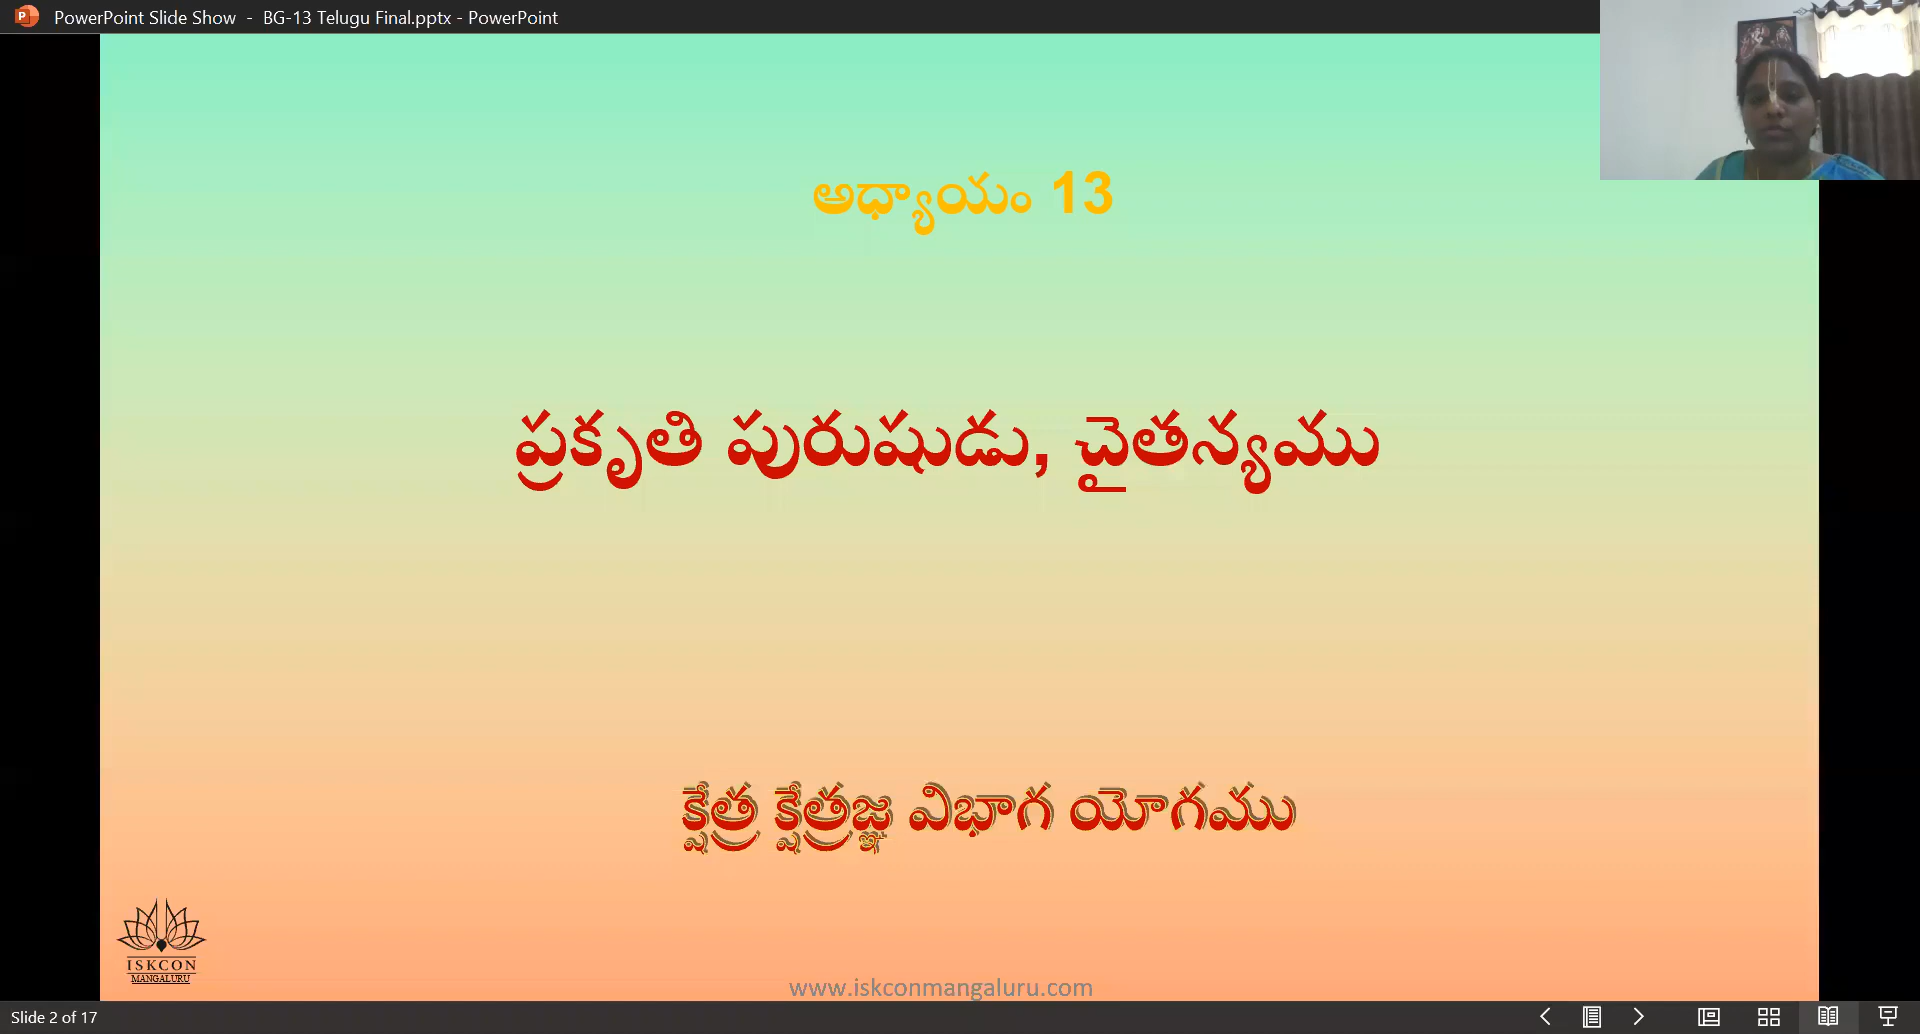 PowerPoint Slide Show - BG-13 Telugu Final.pptx - PowerPoint
అధ్యాయం 13
ప్రకృతి పురుషుడు, చైతన్యము
క్షేత్ర క్షేత్రజ్ఞ విభాగ యోగము
ISKCON
MANGALURU
www.iskconmangaluru.com
Slide 2 of 17